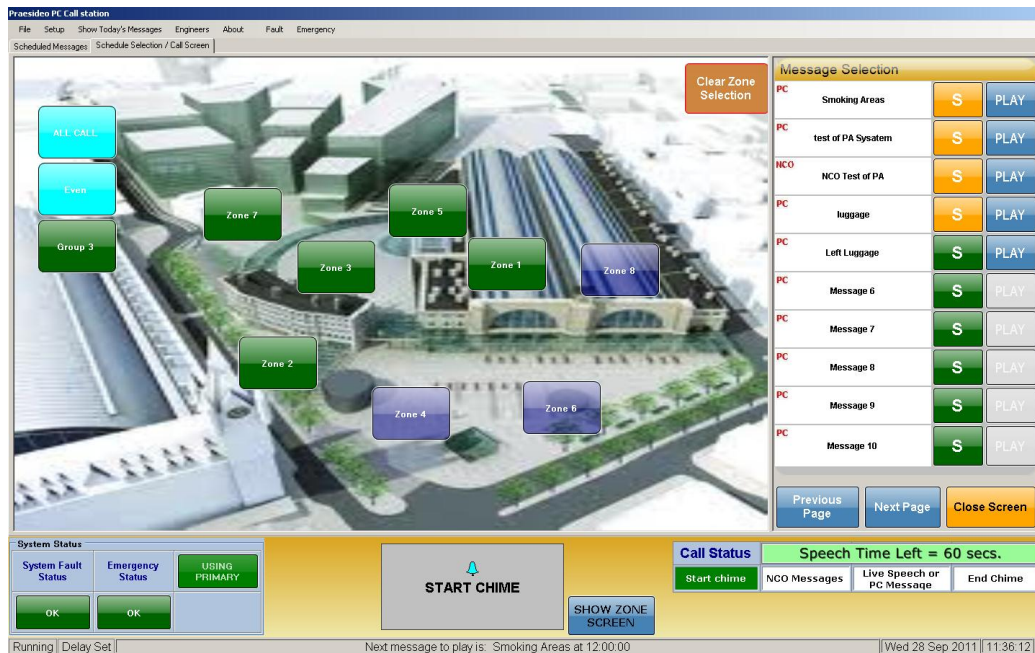 Praesideo PC Call station
File Setup Show Today's Messages Engineers About Fault Emergency
Scheduled Messages Schedule Selection / Call Screen
Clear Zone
Selection
ALL CALL
Even
Group 3
Zone 7
Zone 5
Zone 3
Zone 1
Zone 8
Zone 2
Zone 4
Zone 6
Message Selection
PC Smoking Areas S PLAY
PC test of PA Sysatem S PLAY
NCO NCO Test of PA S PLAY
PC luggage S PLAY
PC Left Luggage S PLAY
PC Message 6 S PLAY
PC Message 7 S PLAY
PC Message 8 S PLAY
PC Message 9 S PLAY
PC Message 10 S PLAY
Previous
Page
Next Page
Close Screen
System Status
System Fault
Status
Emergency
Status
USING
PRIMARY
OK
OK
START CHIME
SHOW ZONE
SCREEN
Call Status
Speech Time Left = 60 secs.
Start chime
NCO Messages
Live Speech or
PC Message
End Chime
Running Delay Set Next message to play is: Smoking Areas at 12:00:00 Wed 28 Sep 2011 11:36:12